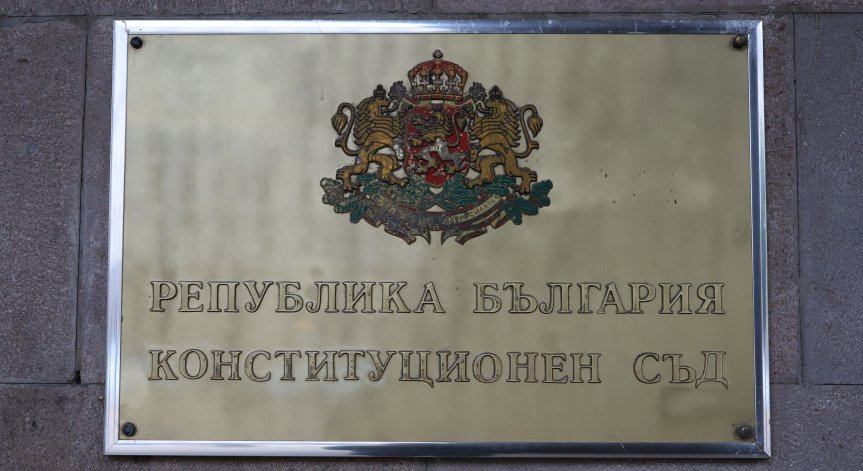 РЕПУБЛИКА БЪЛГАРИЯ
КОНСТИТУЦИОНЕН СЪД